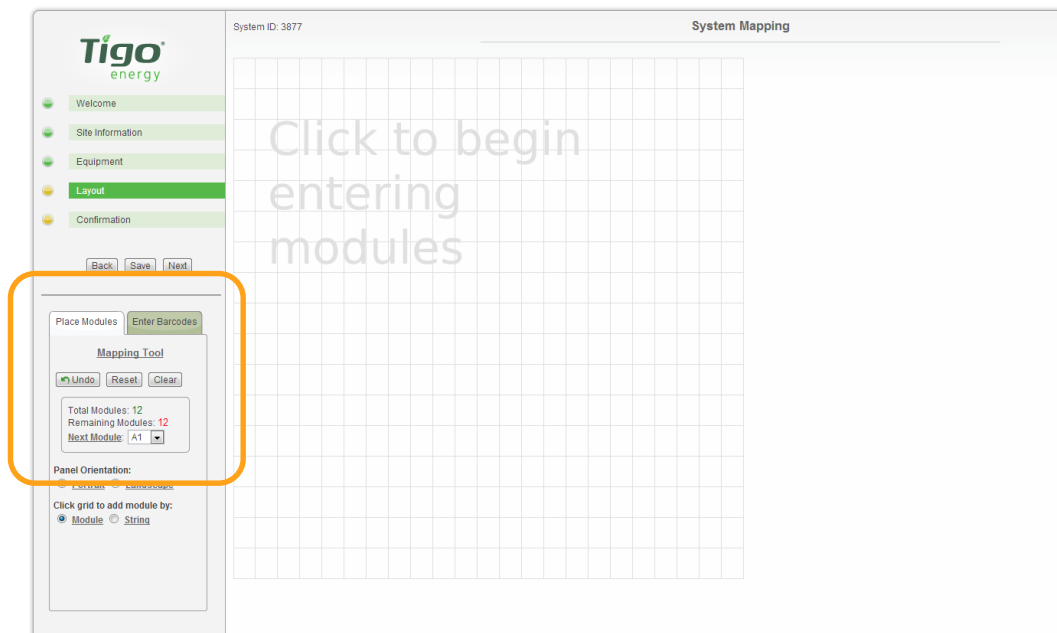 System ID: 3877
System Mapping
Tigo
energy
Welcome
Site Information
Equipment
Layout
Confirmation
Back Save Next
Place Modules Enter Barcodes
Mapping Tool
Undo Reset Clear
Total Modules: 12
Remaining Modules: 12
Next Module: A1
Panel Orientation:
Portrait Landscape
Click grid to add module by:
Module String
Click to begin
entering
modules